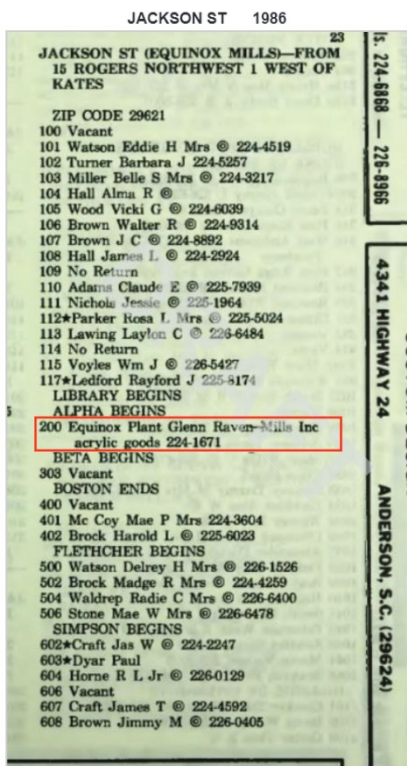 JACKSON ST 1986
23
JACKSON ST (EQUINOX MILLS)—FROM
15 ROGERS NORTHWEST 1 WEST OF
KATES
ZIP CODE 29621
100 Vacant
101 Watson Eddie H Mrs ⓞ 224-4519
102 Turner Barbara J 224-5257
103 Miller Belle S Mrs ⓞ 224-3217
104 Hall Alma R ⓞ
105 Wood Vicki G ⓞ 224-6039
106 Brown Walter R ⓞ 224-9314
107 Brown J C ⓞ 224-8892
108 Hall James L ⓞ 224-2924
109 No Return
110 Adams Claude E ⓞ 225-7939
111 Nichols Jessie ⓞ 225-1964
112★Parker Rosa L Mrs ⓞ 225-5024
113 Lawing Layton C ⓞ 226-6484
114 No Return
115 Voyles Wm J ⓞ 226-5427
117★Ledford Rayford J 225-8174
LIBRARY BEGINS
ALPHA BEGINS
200 Equinox Plant Glenn Raven Mills Inc
acrylic goods 224-1671
BETA BEGINS
303 Vacant
BOSTON ENDS
400 Vacant
401 Mc Coy Mae P Mrs 224-3604
402 Brock Harold L ⓞ 225-6023
FLETHCHER BEGINS
500 Watson Delrey H Mrs ⓞ 226-1526
502 Brock Madge R Mrs ⓞ 224-4259
504 Waldrep Radie C Mrs ⓞ 226-6400
506 Stone Mae W Mrs ⓞ 226-6478
SIMPSON BEGINS
602★Craft Jas W ⓞ 224-2247
603★Dyar Paul
604 Horne R L Jr ⓞ 226-0129
606 Vacant
607 Craft James T ⓞ 224-4592
608 Brown Jimmy M ⓞ 226-0405
ls. 224-6868 — 226-8966
4341 HIGHWAY 24
ANDERSON, S.C. (29624)